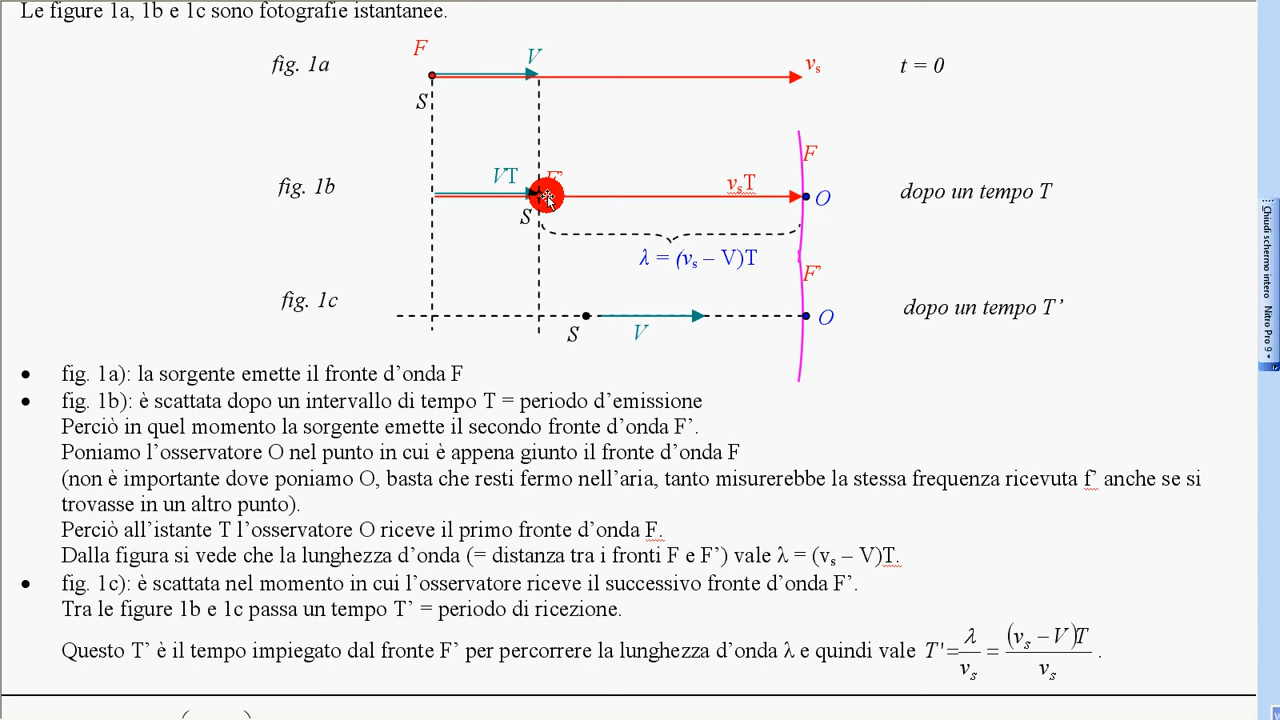 Le figure 1a, 1b e 1c sono fotografie istantanee.
fig. 1a
F
V
vs
t = 0
S
fig. 1b
VT
F'
S
vsT
F
O
dopo un tempo T
λ = (vs – V)T
fig. 1c
S
V
F'
O
dopo un tempo T'
• fig. 1a): la sorgente emette il fronte d'onda F
• fig. 1b): è scattata dopo un intervallo di tempo T = periodo d'emissione
Perciò in quel momento la sorgente emette il secondo fronte d'onda F'.
Poniamo l'osservatore O nel punto in cui è appena giunto il fronte d'onda F
(non è importante dove poniamo O, basta che resti fermo nell'aria, tanto misurerebbe la stessa frequenza ricevuta f' anche se si
trovasse in un altro punto).
Perciò all'istante T l'osservatore O riceve il primo fronte d'onda F.
Dalla figura si vede che la lunghezza d'onda (= distanza tra i fronti F e F') vale λ = (vs – V)T.
• fig. 1c): è scattata nel momento in cui l'osservatore riceve il successivo fronte d'onda F'.
Tra le figure 1b e 1c passa un tempo T' = periodo di ricezione.
Questo T' è il tempo impiegato dal fronte F' per percorrere la lunghezza d'onda λ e quindi vale T'= λ/vs = (vs – V)T/vs .
Chiudi schermo intero
Nitro Pro 9